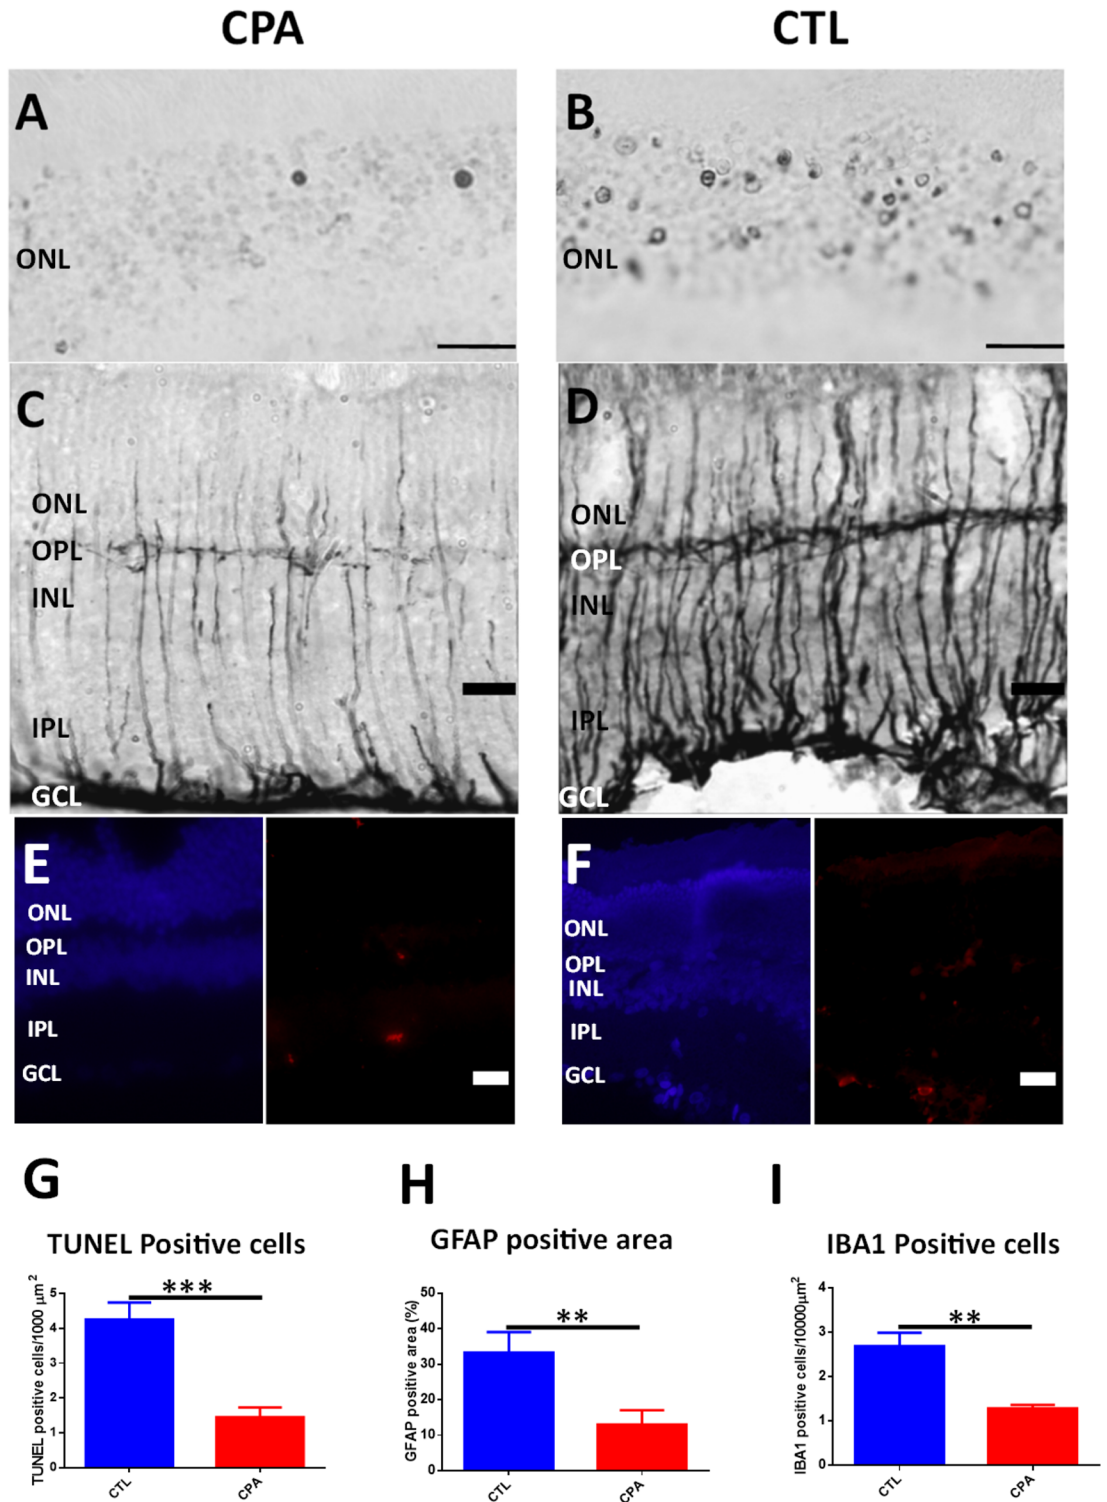 CPA
CTL
A
ONL
B
ONL
C
ONL
OPL
INL
IPL
GCL
D
ONL
OPL
INL
IPL
GCL
E
ONL
OPL
INL
IPL
GCL
F
ONL
OPL
INL
IPL
GCL
G
TUNEL Positive cells
TUNEL positive cells/1000 µm²
5
4
3
2
1
0
***
CTL
CPA
H
GFAP positive area
GFAP positive area (%)
50
40
30
20
10
0
**
CTL
CPA
I
IBA1 Positive cells
IBA1 positive cells/10000µm²
4
3
2
1
0
**
CTL
CPA